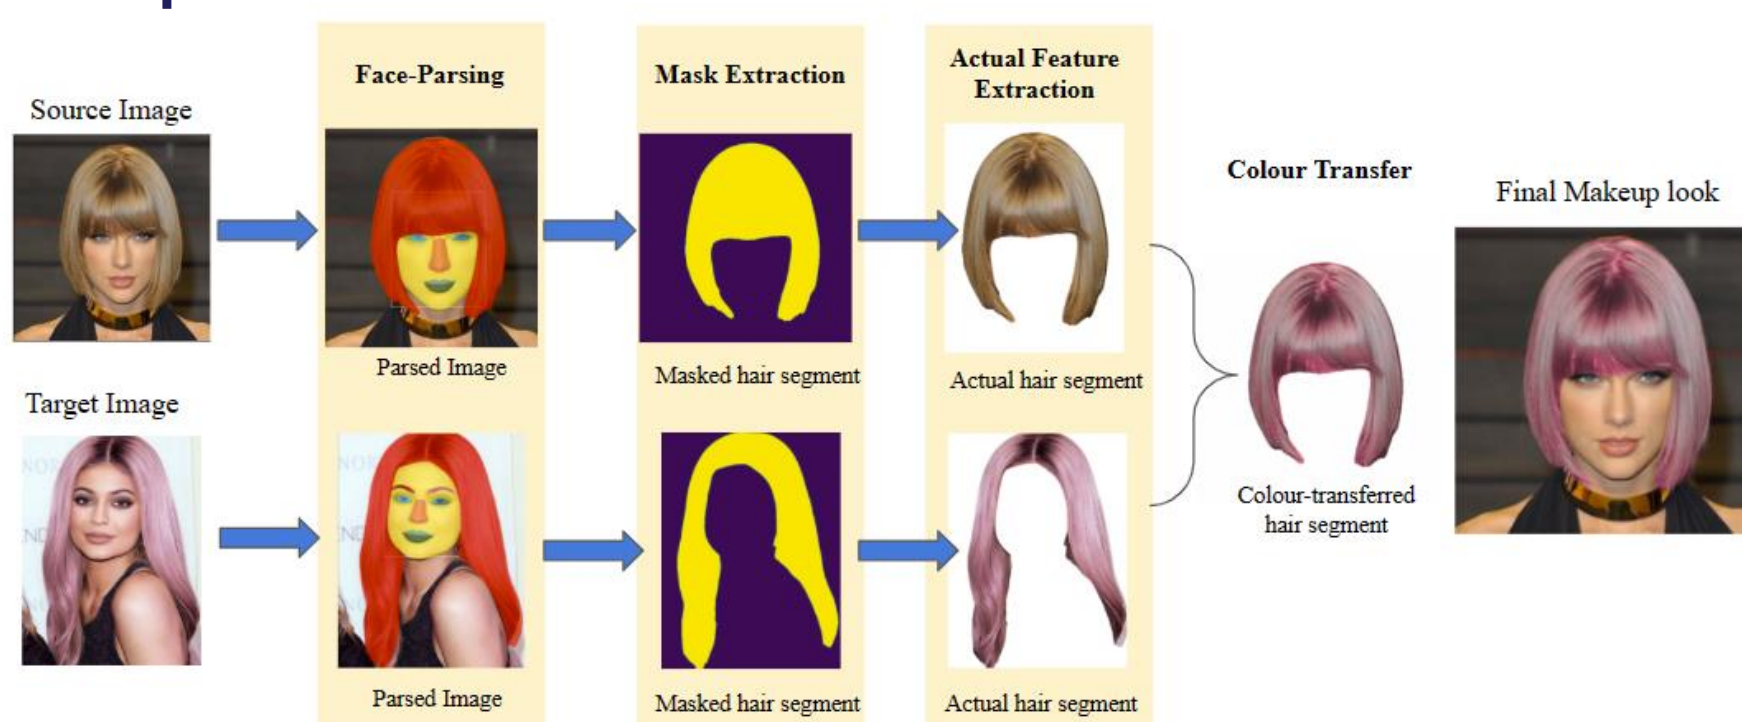 Source Image
Face-Parsing
Mask Extraction
Actual Feature
Extraction
Colour Transfer
Final Makeup look
Parsed Image
Masked hair segment
Actual hair segment
Target Image
Colour-transferred
hair segment
Parsed Image
Masked hair segment
Actual hair segment